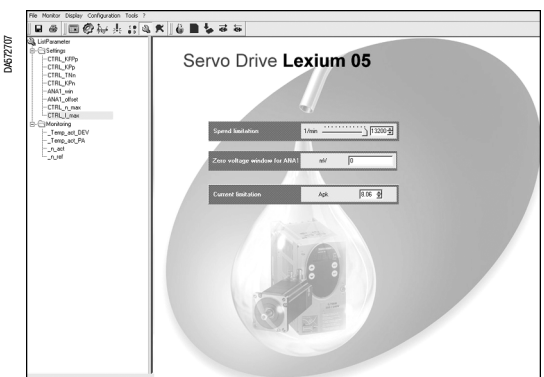 DA572707
File Monitor Display Configuration Tools ?
ListParameter
Settings
CTRL_KFPp
CTRL_KPp
CTRL_TNn
CTRL_KPn
ANA1_win
ANA1_offset
CTRL_n_max
CTRL_I_max
Monitoring
_Temp_act_DEV
_Temp_act_PA
_n_act
_n_ref
Servo Drive Lexium 05
Speed limitation 1/min 13200
Zero voltage window for ANA1 mV 0
Current limitation Apk 8.06